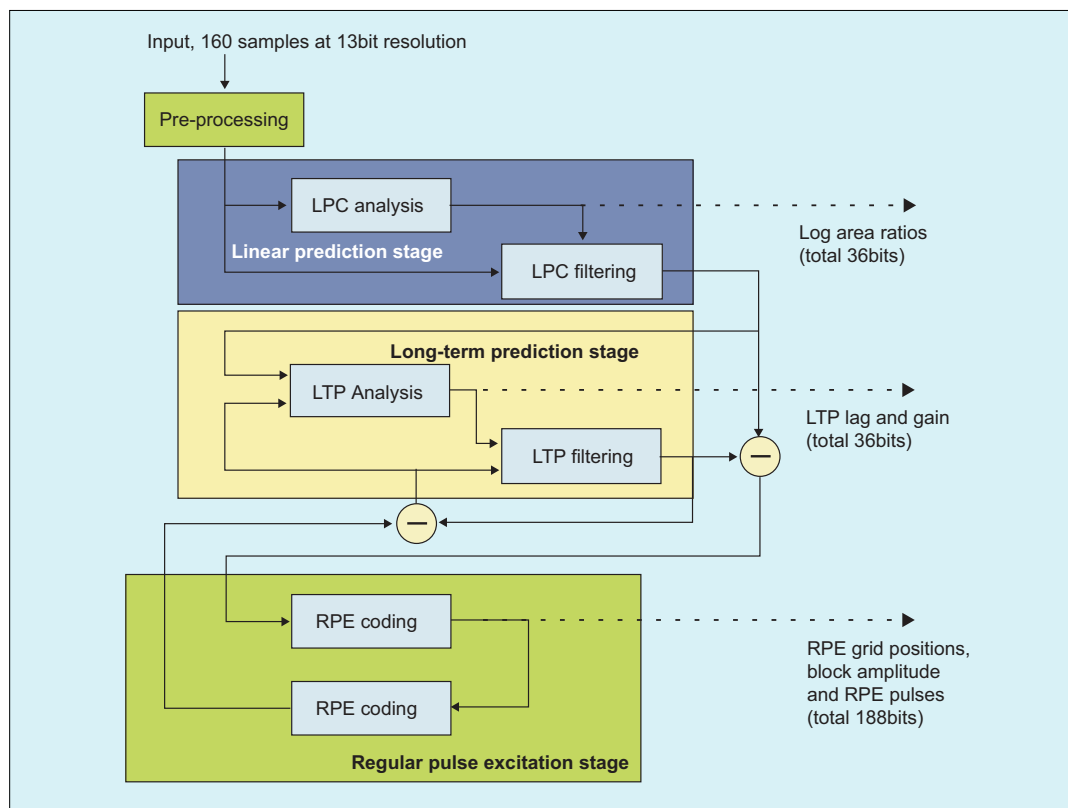 Input, 160 samples at 13bit resolution
Pre-processing
LPC analysis
Linear prediction stage
LPC filtering
Log area ratios
(total 36bits)
Long-term prediction stage
LTP Analysis
LTP filtering
LTP lag and gain
(total 36bits)
−
−
RPE coding
RPE coding
RPE grid positions,
block amplitude
and RPE pulses
(total 188bits)
Regular pulse excitation stage